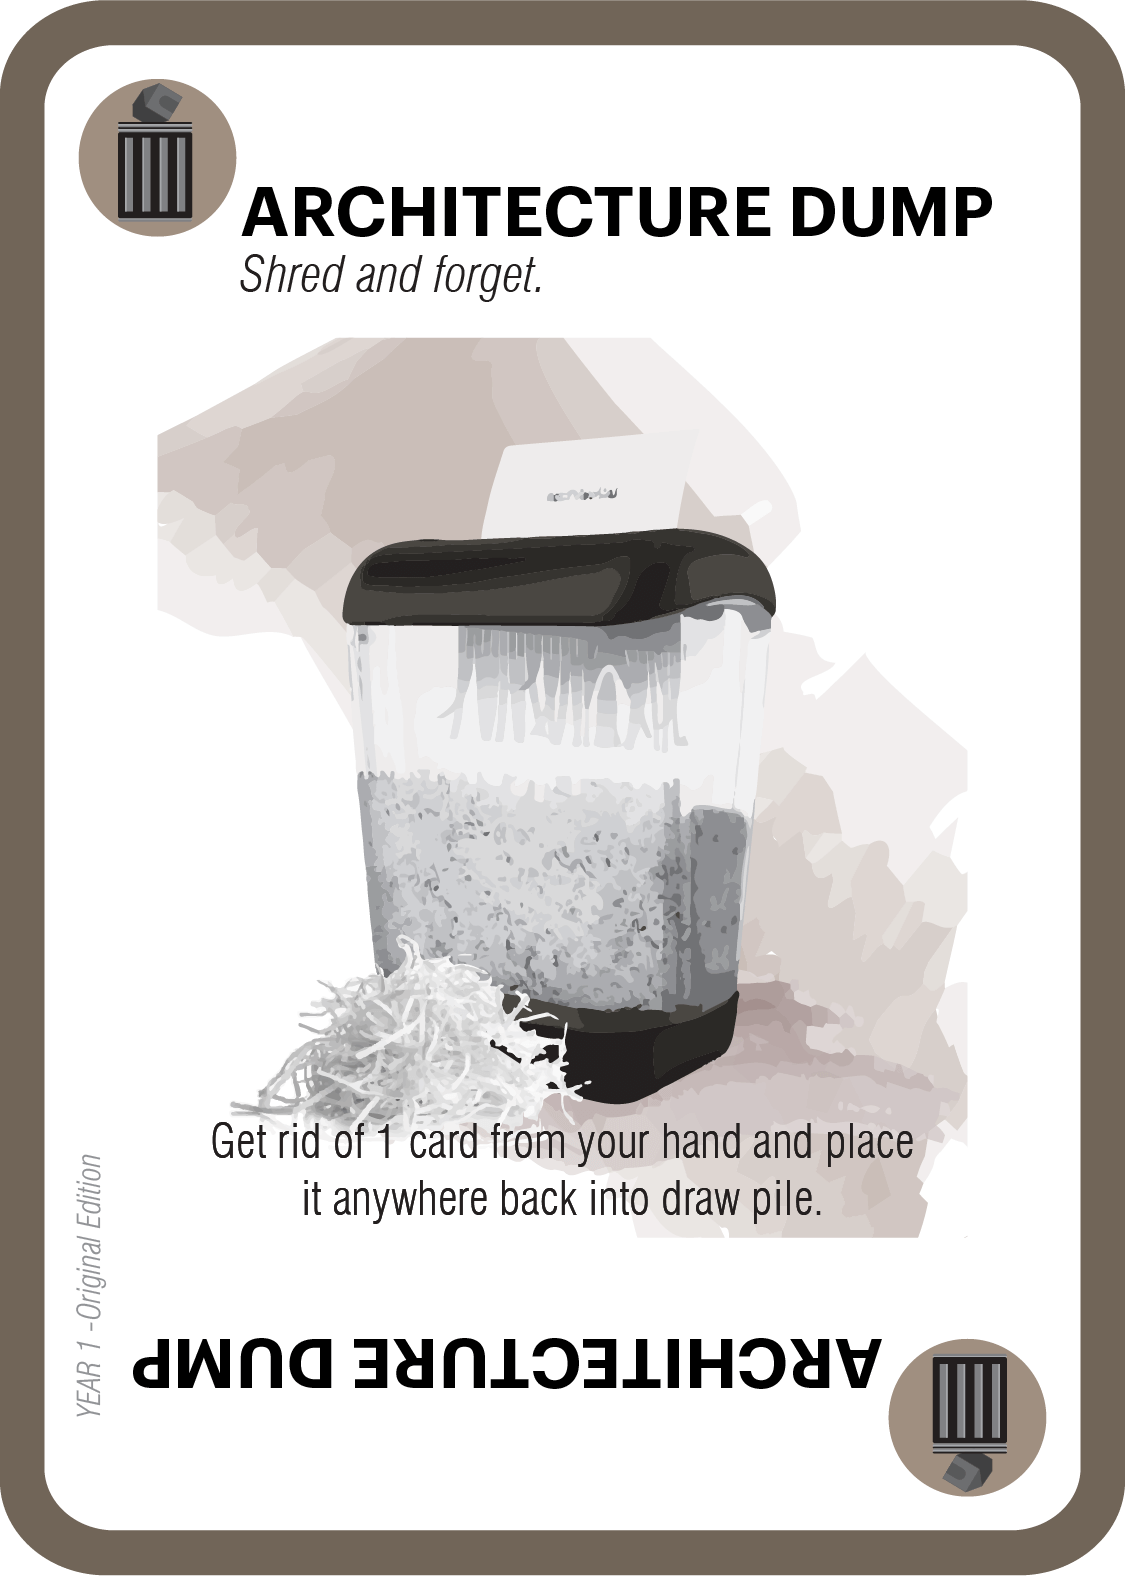 ARCHITECTURE DUMP
Shred and forget.
Get rid of 1 card from your hand and place
it anywhere back into draw pile.
YEAR 1 -Original Edition
ARCHITECTURE DUMP